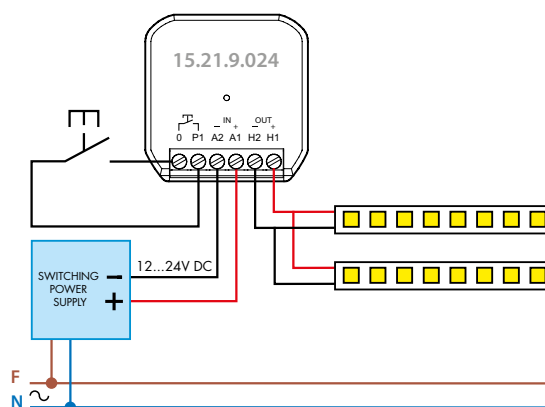 15.21.9.024
− IN + − OUT +
0 P1 A2 A1 H2 H1
12...24V DC
SWITCHING
POWER
SUPPLY
−
+
F
N